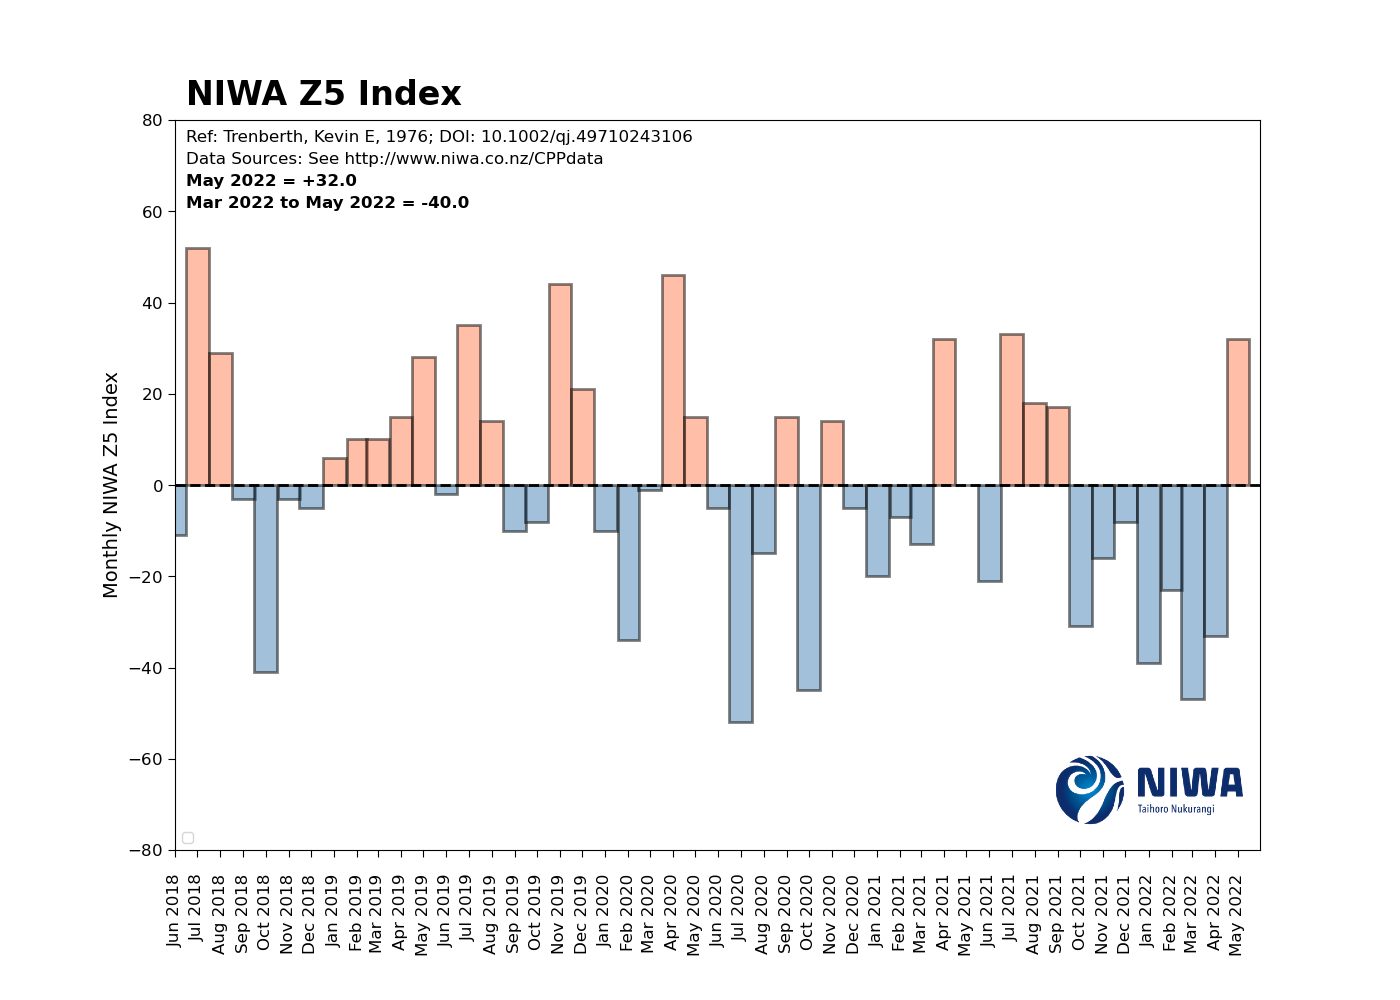 NIWA Z5 Index
Ref: Trenberth, Kevin E, 1976; DOI: 10.1002/qj.49710243106
Data Sources: See http://www.niwa.co.nz/CPPdata
May 2022 = +32.0
Mar 2022 to May 2022 = -40.0
Monthly NIWA Z5 Index
80
60
40
20
0
−20
−40
−60
−80
NIWA
Taihoro Nukurangi
Jun 2018
Jul 2018
Aug 2018
Sep 2018
Oct 2018
Nov 2018
Dec 2018
Jan 2019
Feb 2019
Mar 2019
Apr 2019
May 2019
Jun 2019
Jul 2019
Aug 2019
Sep 2019
Oct 2019
Nov 2019
Dec 2019
Jan 2020
Feb 2020
Mar 2020
Apr 2020
May 2020
Jun 2020
Jul 2020
Aug 2020
Sep 2020
Oct 2020
Nov 2020
Dec 2020
Jan 2021
Feb 2021
Mar 2021
Apr 2021
May 2021
Jun 2021
Jul 2021
Aug 2021
Sep 2021
Oct 2021
Nov 2021
Dec 2021
Jan 2022
Feb 2022
Mar 2022
Apr 2022
May 2022